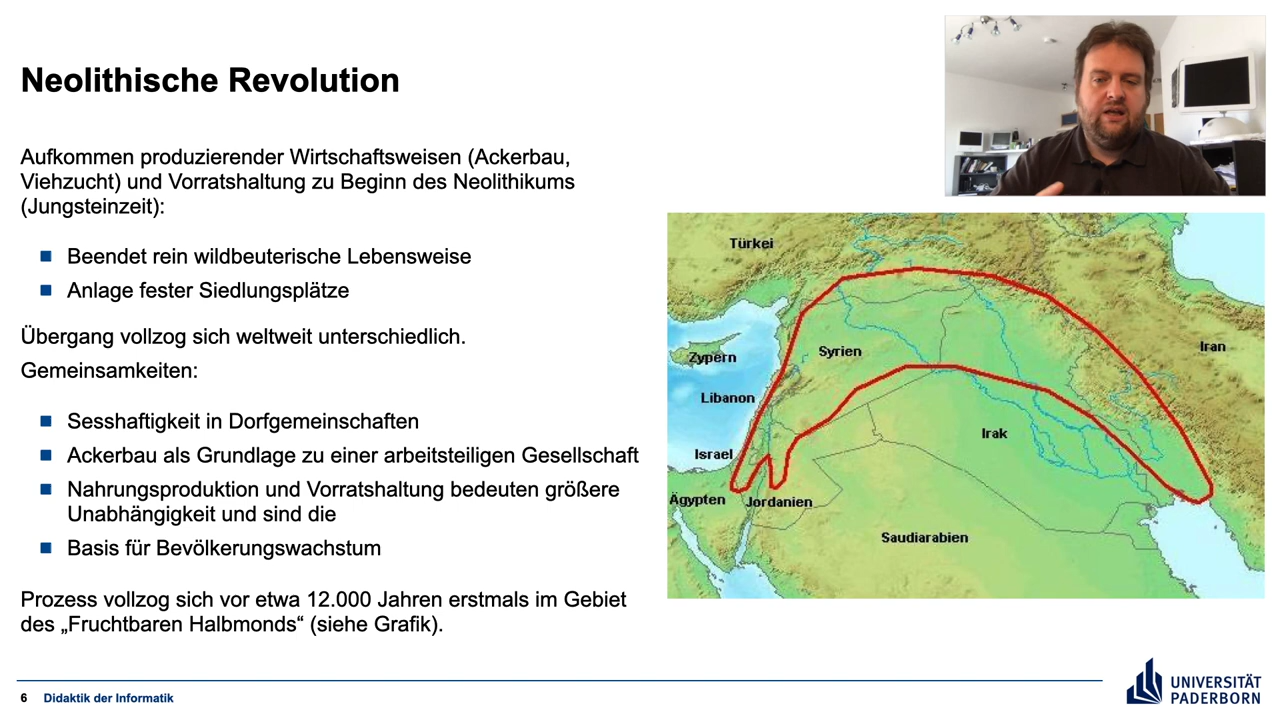 Neolithische Revolution
Aufkommen produzierender Wirtschaftsweisen (Ackerbau,
Viehzucht) und Vorratshaltung zu Beginn des Neolithikums
(Jungsteinzeit):
Beendet rein wildbeuterische Lebensweise
Anlage fester Siedlungsplätze
Übergang vollzog sich weltweit unterschiedlich.
Gemeinsamkeiten:
Sesshaftigkeit in Dorfgemeinschaften
Ackerbau als Grundlage zu einer arbeitsteiligen Gesellschaft
Nahrungsproduktion und Vorratshaltung bedeuten größere
Unabhängigkeit und sind die
Basis für Bevölkerungswachstum
Prozess vollzog sich vor etwa 12.000 Jahren erstmals im Gebiet
des „Fruchtbaren Halbmonds“ (siehe Grafik).
Türkei
Zypern
Syrien
Iran
Libanon
Irak
Israel
Ägypten
Jordanien
Saudiarabien
6 Didaktik der Informatik
UNIVERSITÄT
PADERBORN